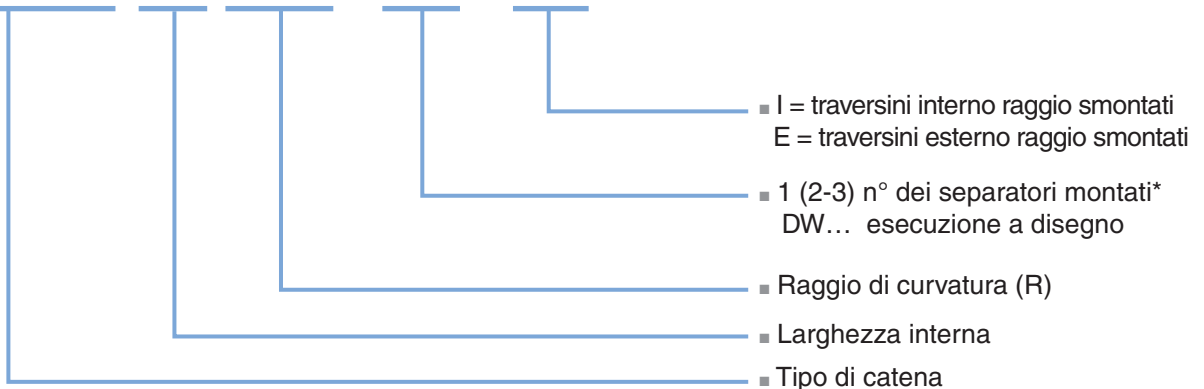 ■ I = traversini interno raggio smontati
E = traversini esterno raggio smontati
■ 1 (2-3) n° dei separatori montati*
DW… esecuzione a disegno
■ Raggio di curvatura (R)
■ Larghezza interna
■ Tipo di catena